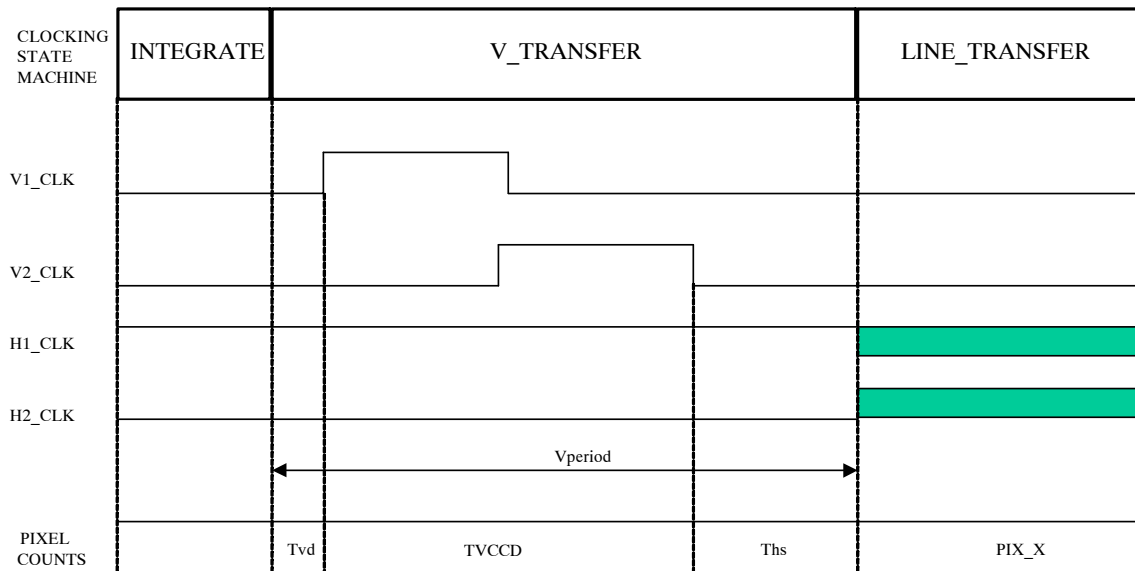 CLOCKING
STATE
MACHINE
INTEGRATE
V_TRANSFER
LINE_TRANSFER
V1_CLK
V2_CLK
H1_CLK
H2_CLK
Vperiod
PIXEL
COUNTS
Tvd
TVCCD
Ths
PIX_X